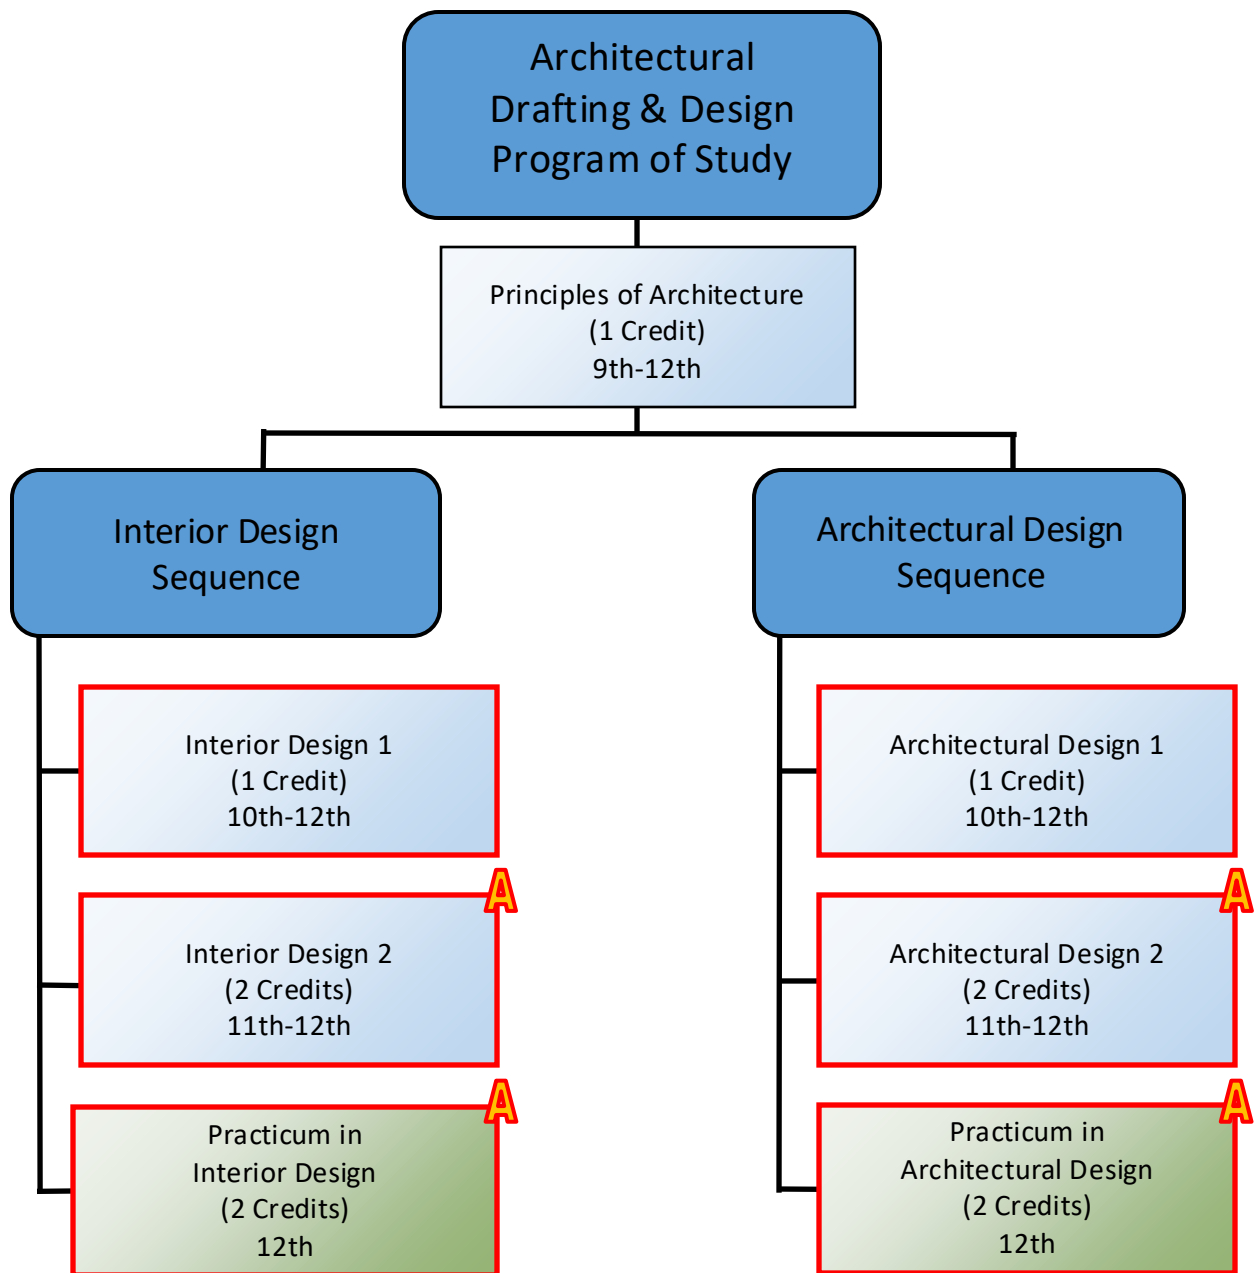 Architectural
Drafting & Design
Program of Study
Principles of Architecture
(1 Credit)
9th-12th
Interior Design
Sequence
Architectural Design
Sequence
Interior Design 1
(1 Credit)
10th-12th
Architectural Design 1
(1 Credit)
10th-12th
A
Interior Design 2
(2 Credits)
11th-12th
A
Architectural Design 2
(2 Credits)
11th-12th
A
Practicum in
Interior Design
(2 Credits)
12th
A
Practicum in
Architectural Design
(2 Credits)
12th